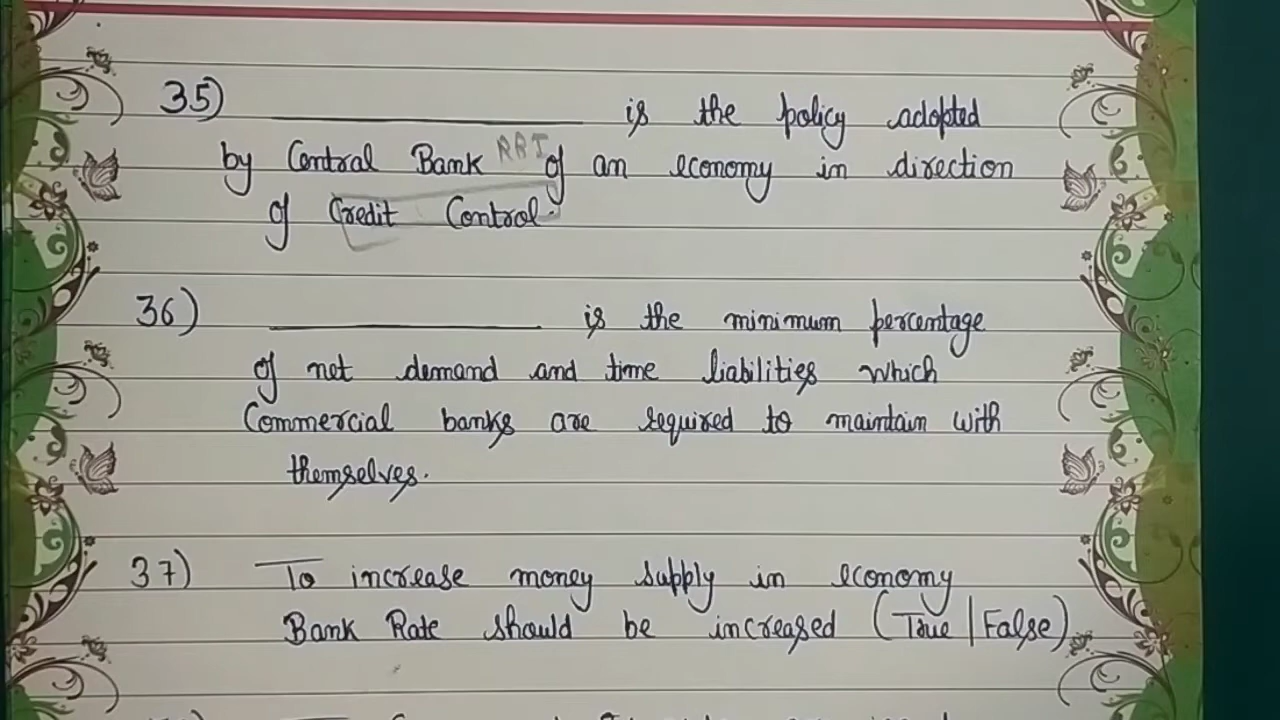 35) ____________ is the policy adopted
by Central Bank RBI of an economy in direction
of Credit Control.
36) ____________ is the minimum percentage
of net demand and time liabilities which
Commercial banks are required to maintain with
themselves.
37) To increase money supply in economy
Bank Rate should be increased (True | False)